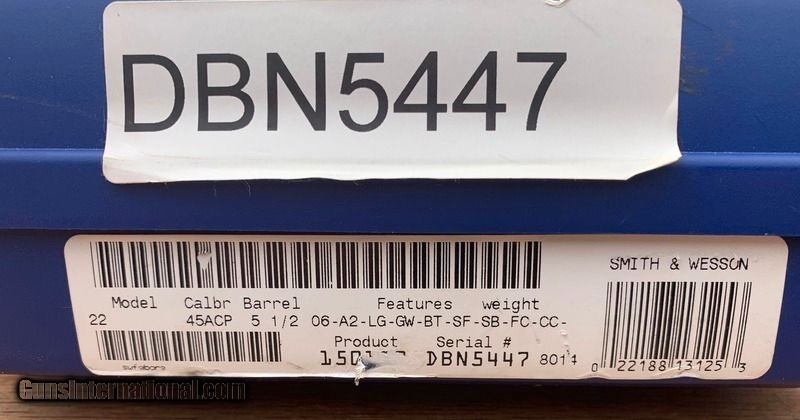 DBN5447
SMITH & WESSON
Model Calbr Barrel Features weight
22 45ACP 5 1/2 06-A2-LG-GW-BT-SF-SB-FC-CC-
Product Serial #
DBN5447 8014
0 22188 13125 3
GunsInternational.com